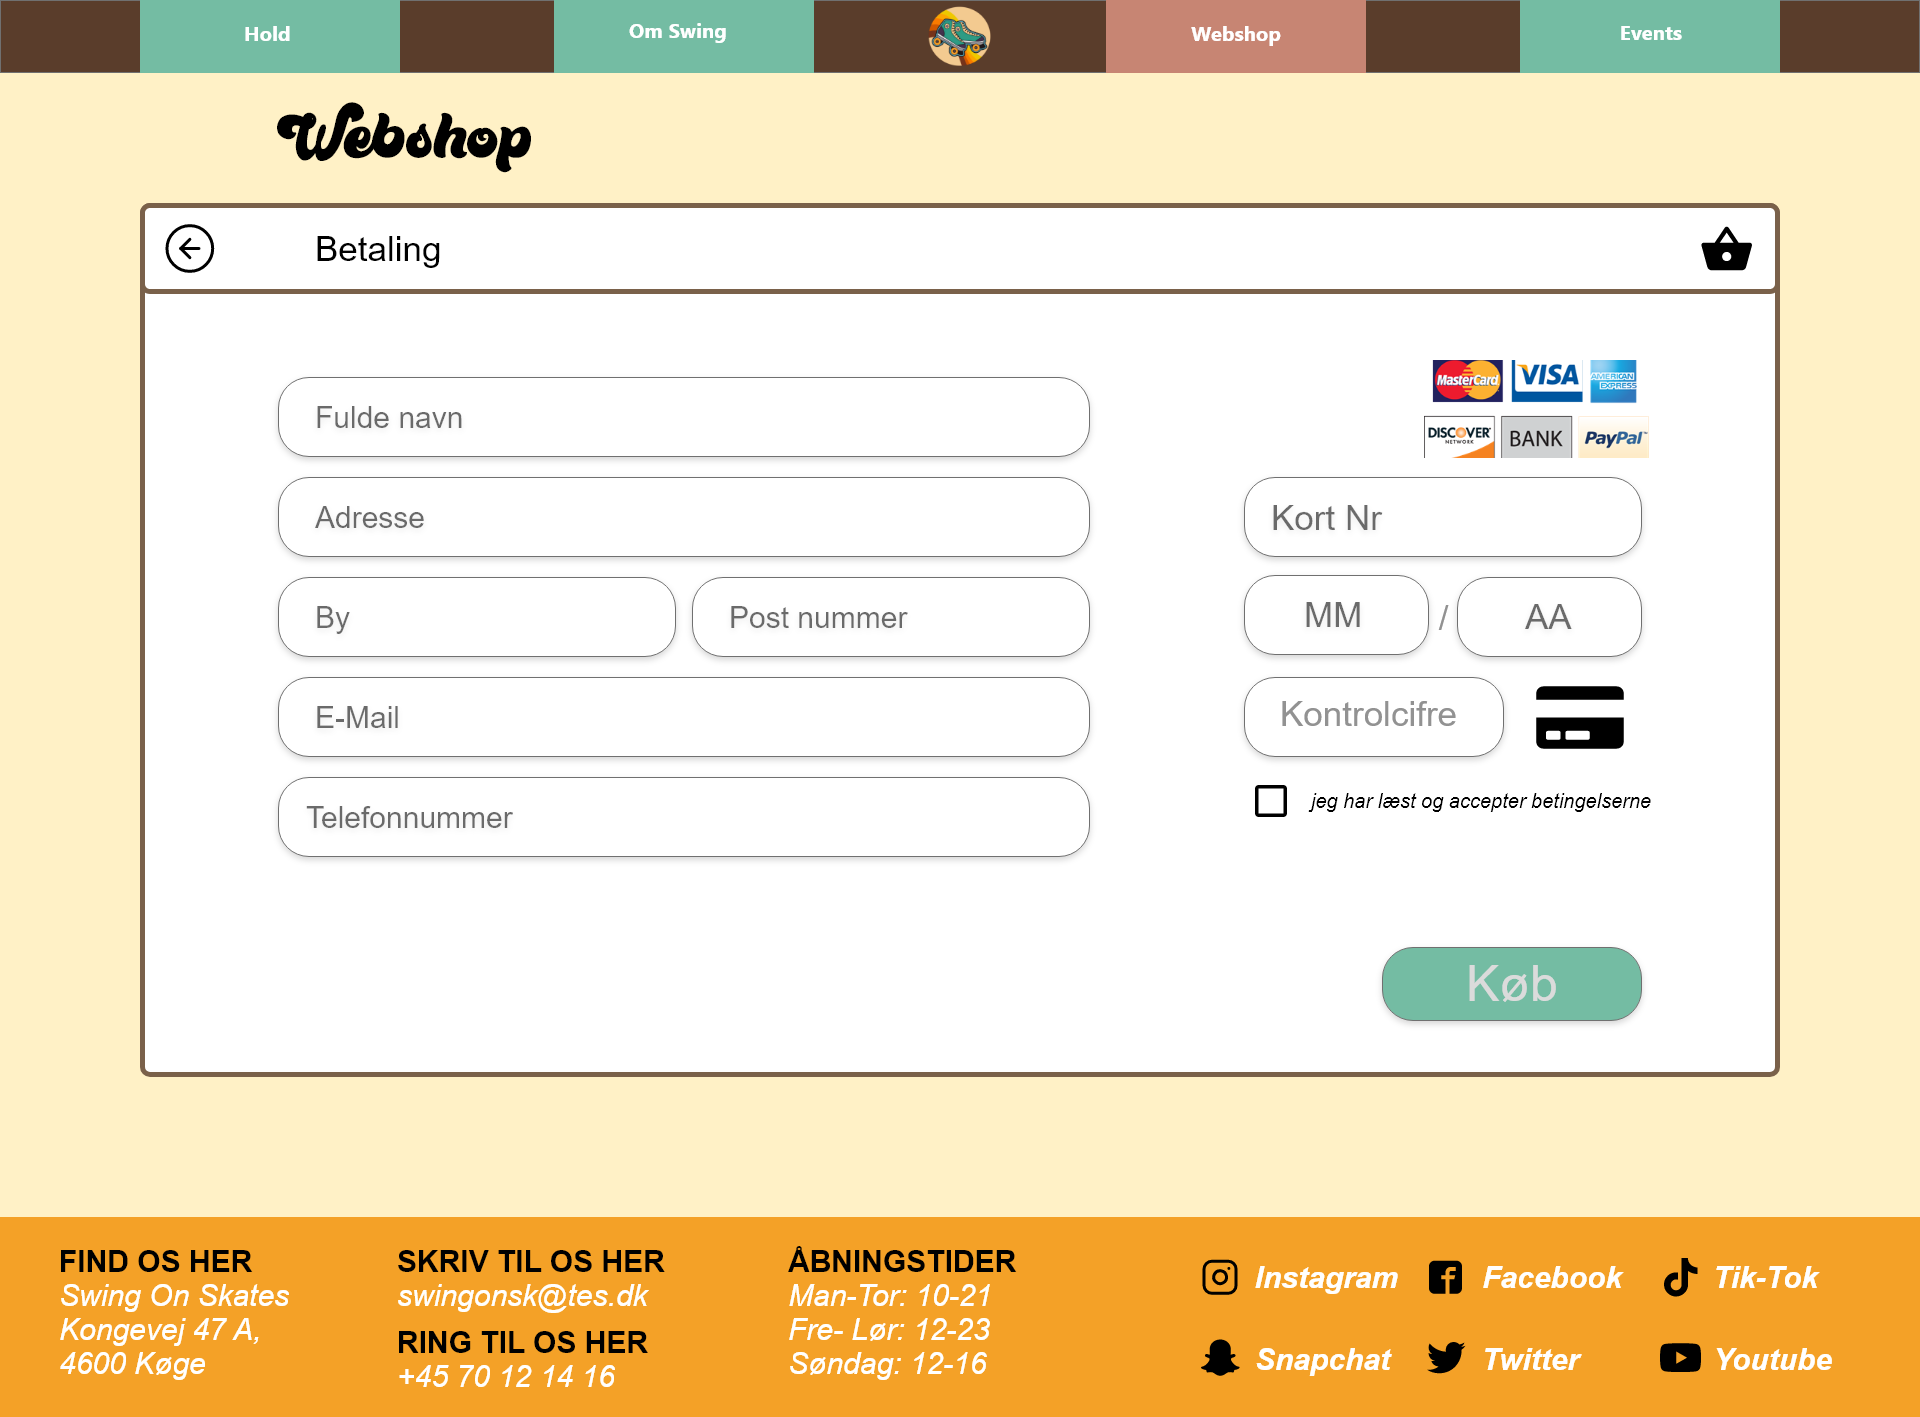 Hold
Om Swing
Webshop
Events
Webshop
Betaling
MasterCard
VISA
AMERICAN EXPRESS
DISCOVER NETWORK
BANK
PayPal
Fulde navn
Adresse
Kort Nr
By
Post nummer
MM / AA
E-Mail
Kontrolcifre
Telefonnummer
jeg har læst og accepter betingelserne
Køb
FIND OS HER
Swing On Skates
Kongevej 47 A,
4600 Køge
SKRIV TIL OS HER
swingonsk@tes.dk
RING TIL OS HER
+45 70 12 14 16
ÅBNINGSTIDER
Man-Tor: 10-21
Fre- Lør: 12-23
Søndag: 12-16
Instagram
Facebook
Tik-Tok
Snapchat
Twitter
Youtube